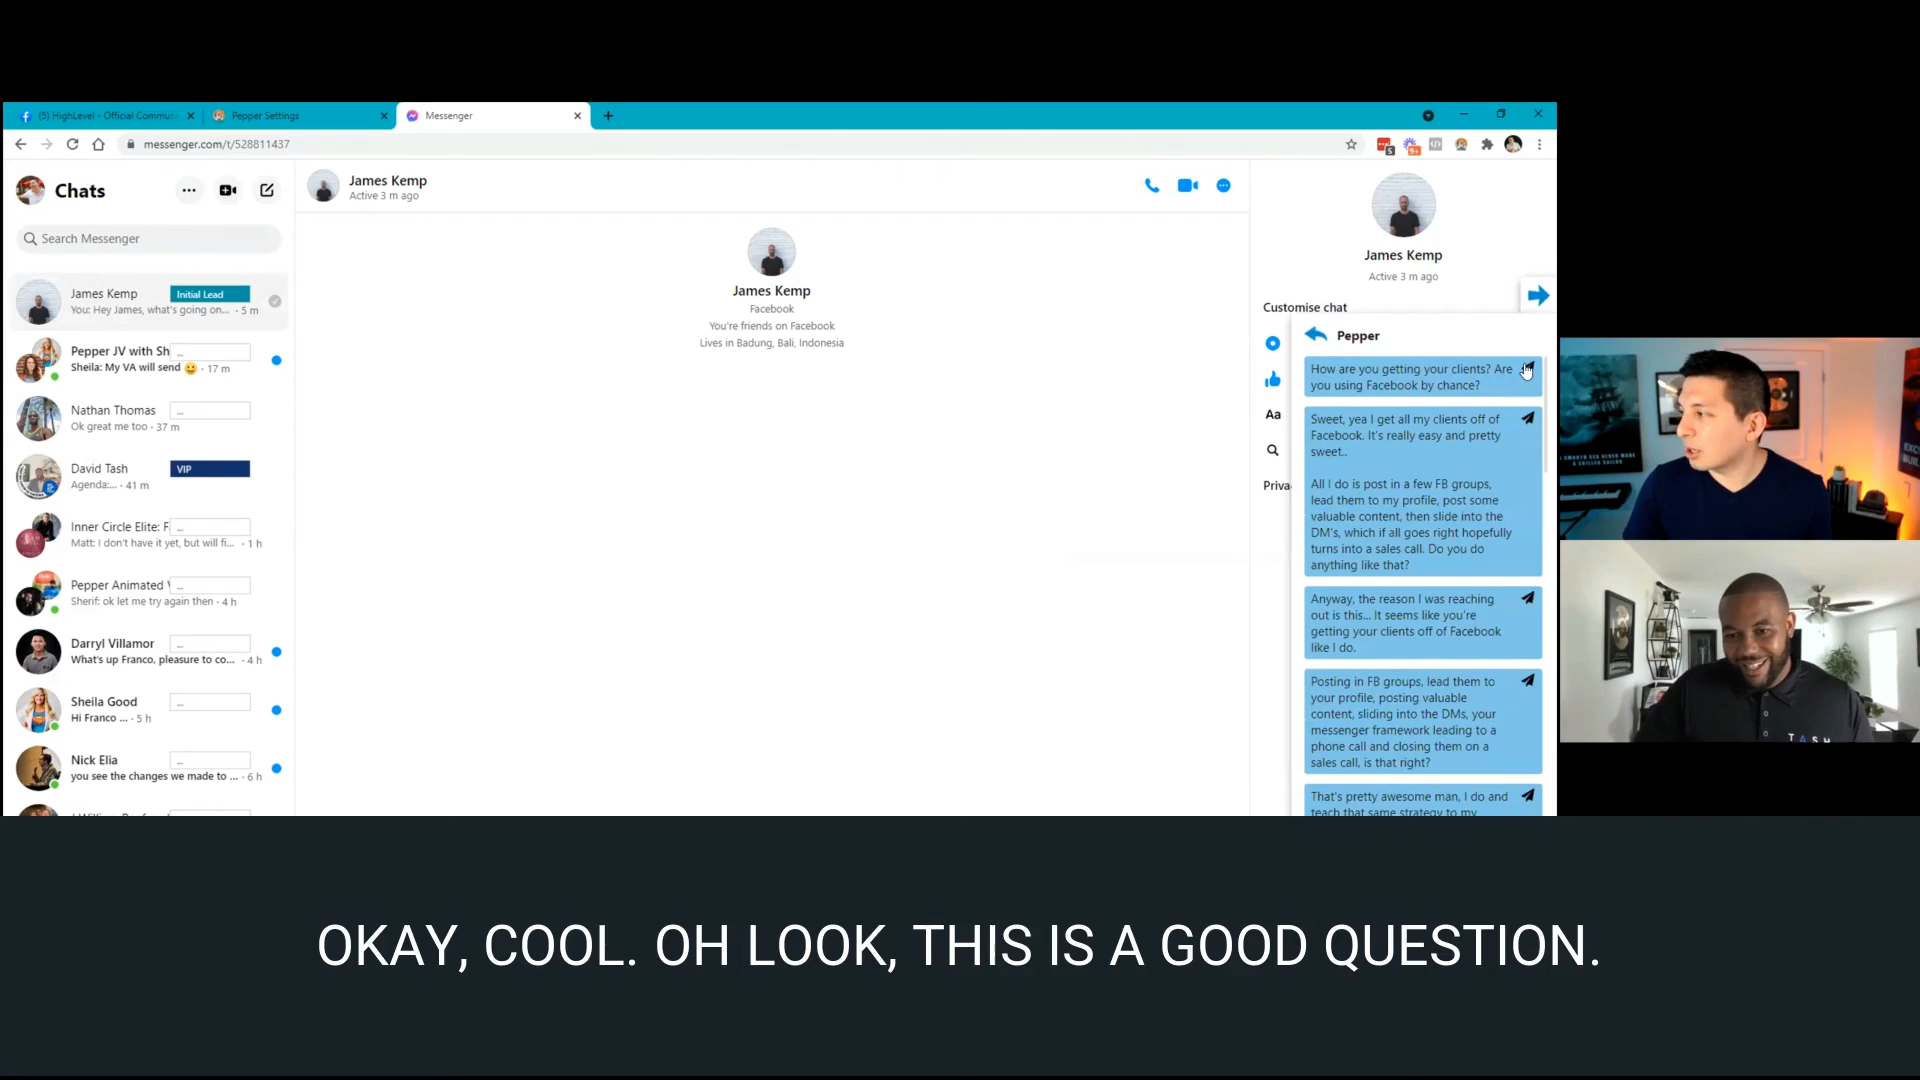 (5) HighLevel - Official Commun
Pepper Settings
Messenger
messenger.com/t/528811437
Chats
Search Messenger
James Kemp
Initial Lead
You: Hey James, what's going on... · 5 m
Pepper JV with Sh
...
Sheila: My VA will send 😃 · 17 m
Nathan Thomas
...
Ok great me too · 37 m
David Tash
VIP
Agenda:... · 41 m
Inner Circle Elite: F
...
Matt: I don't have it yet, but will fi... · 1 h
Pepper Animated
...
Sherif: ok let me try again then · 4 h
Darryl Villamor
...
What's up Franco, pleasure to co... · 4 h
Sheila Good
...
Hi Franco ... · 5 h
Nick Elia
...
you see the changes we made to ... · 6 h
James Kemp
Active 3 m ago
James Kemp
Facebook
You're friends on Facebook
Lives in Badung, Bali, Indonesia
James Kemp
Active 3 m ago
Customise chat
Aa
Priva
Pepper
How are you getting your clients? Are
you using Facebook by chance?
Sweet, yea I get all my clients off of
Facebook. It's really easy and pretty
sweet..
All I do is post in a few FB groups,
lead them to my profile, post some
valuable content, then slide into the
DM's, which if all goes right hopefully
turns into a sales call. Do you do
anything like that?
Anyway, the reason I was reaching
out is this... It seems like you're
getting your clients off of Facebook
like I do.
Posting in FB groups, lead them to
your profile, posting valuable
content, sliding into the DMs, your
messenger framework leading to a
phone call and closing them on a
sales call, is that right?
That's pretty awesome man, I do and
teach that same strategy to my
TASH
OKAY, COOL. OH LOOK, THIS IS A GOOD QUESTION.